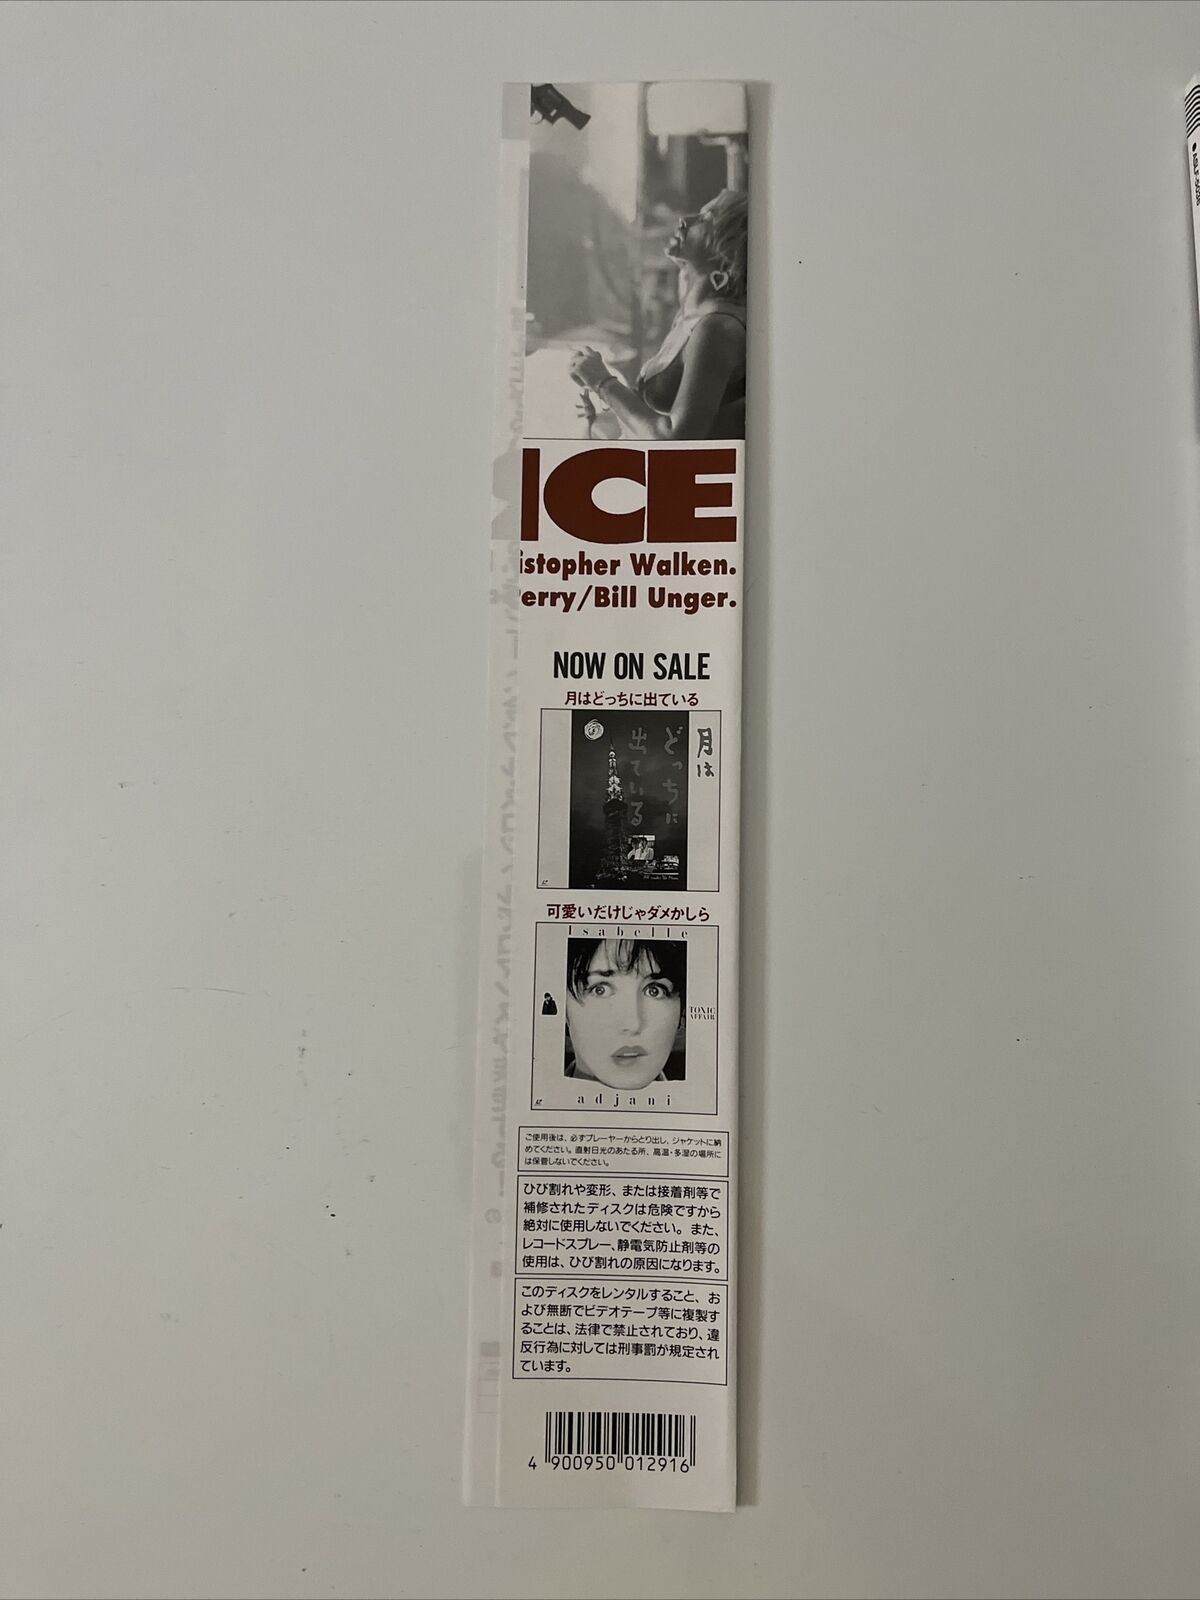 ICE
istopher Walken.
erry/Bill Unger.
NOW ON SALE
月はどっちに出ている
月は
どっちに
出ている
可愛いだけじゃダメかしら
Isabelle
TOXIC
AFFAIR
adjani
ご使用後は、必ずプレーヤーからとり出し、ジャケットに納
めてください。直射日光のあたる所、高温・多湿の場所に
は保管しないでください。
ひび割れや変形、または接着剤等で
補修されたディスクは危険ですから
絶対に使用しないでください。また、
レコードスプレー、静電気防止剤等の
使用は、ひび割れの原因になります。
このディスクをレンタルすること、お
よび無断でビデオテープ等に複製す
ることは、法律で禁止されており、違
反行為に対しては刑事罰が規定され
ています。
4 900950 012916